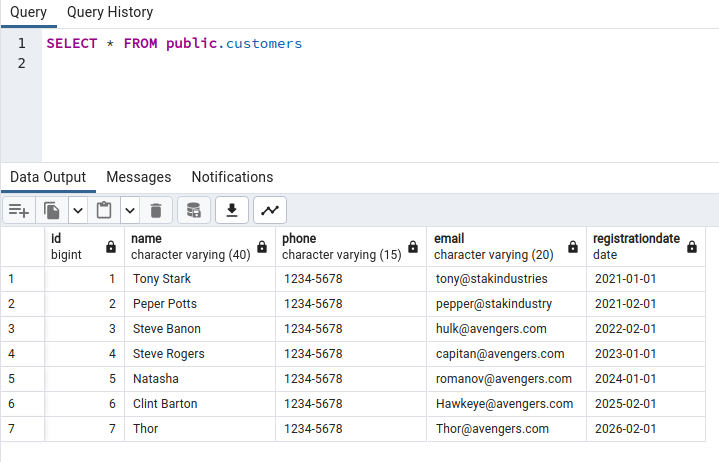 Query Query History
1 SELECT * FROM public.customers
2
Data Output Messages Notifications
id name phone email registrationdate
bigint character varying (40) character varying (15) character varying (20) date
1 1 Tony Stark 1234-5678 tony@stakindustries 2021-01-01
2 2 Peper Potts 1234-5678 pepper@stakindustry 2021-02-01
3 3 Steve Banon 1234-5678 hulk@avengers.com 2022-02-01
4 4 Steve Rogers 1234-5678 capitan@avengers.com 2023-01-01
5 5 Natasha 1234-5678 romanov@avengers.com 2024-01-01
6 6 Clint Barton 1234-5678 Hawkeye@avengers.com 2025-02-01
7 7 Thor 1234-5678 Thor@avengers.com 2026-02-01